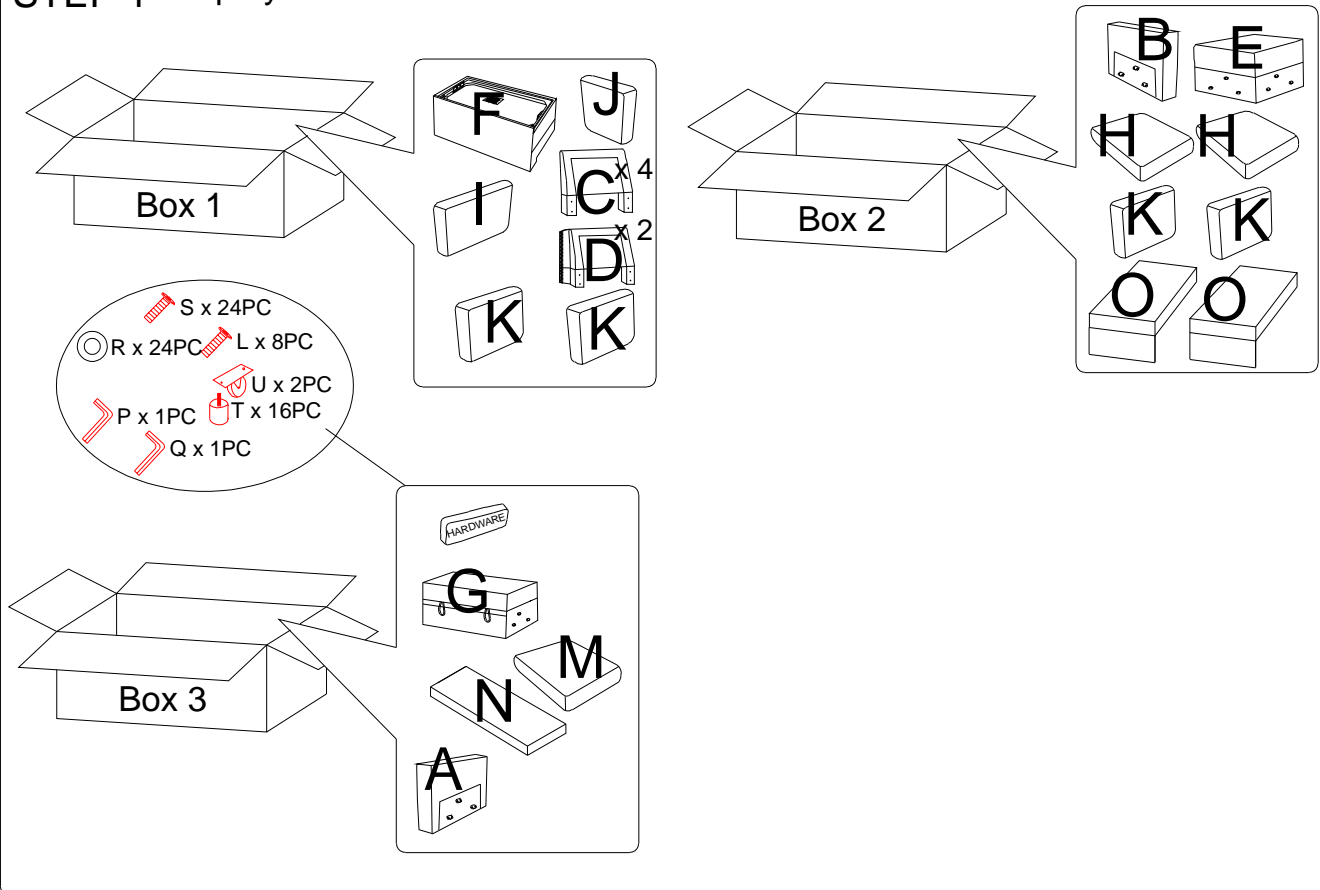 Box 1
F
J
I
C x 4
D x 2
K
K
Box 2
B
E
H
H
K
K
O
O
S x 24PC
R x 24PC
L x 8PC
U x 2PC
T x 16PC
P x 1PC
Q x 1PC
Box 3
HARDWARE
G
M
N
A